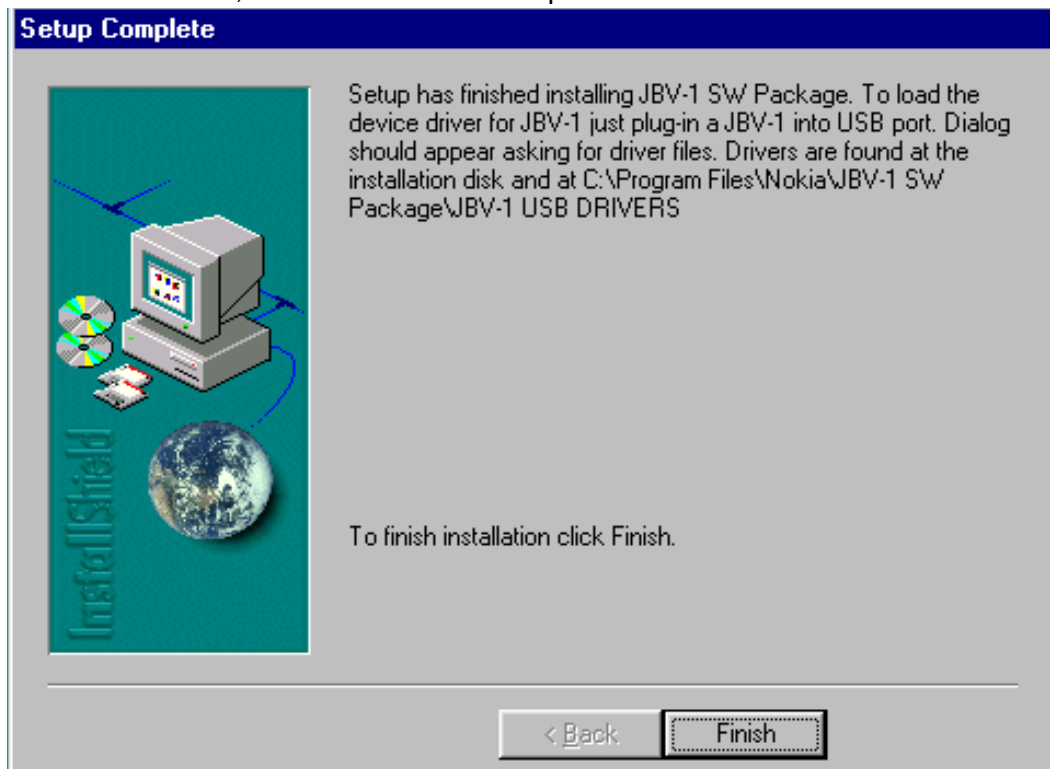 Setup Complete
Setup has finished installing JBV-1 SW Package. To load the
device driver for JBV-1 just plug-in a JBV-1 into USB port. Dialog
should appear asking for driver files. Drivers are found at the
installation disk and at C:\Program Files\Nokia\JBV-1 SW
Package\JBV-1 USB DRIVERS
InstallShield
To finish installation click Finish.
< Back
Finish